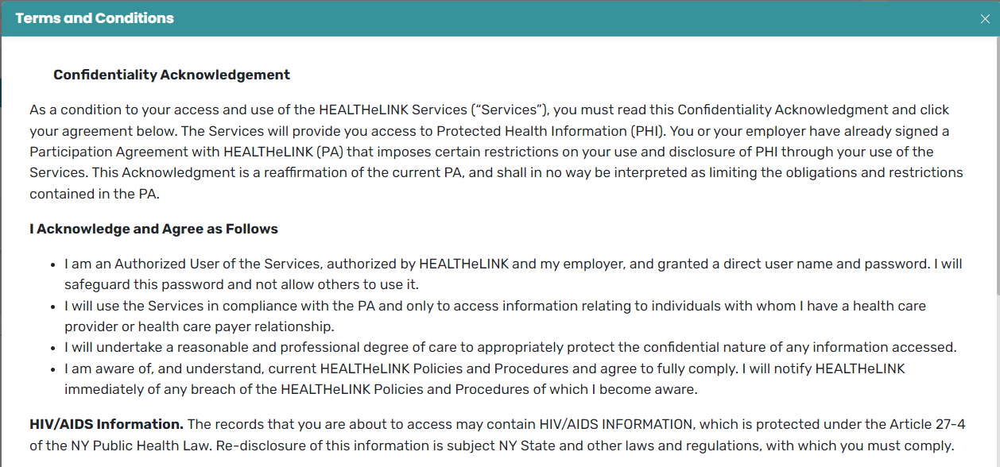 Terms and Conditions
Confidentiality Acknowledgement
As a condition to your access and use of the HEALTHeLINK Services (“Services”), you must read this Confidentiality Acknowledgment and click
your agreement below. The Services will provide you access to Protected Health Information (PHI). You or your employer have already signed a
Participation Agreement with HEALTHeLINK (PA) that imposes certain restrictions on your use and disclosure of PHI through your use of the
Services. This Acknowledgment is a reaffirmation of the current PA, and shall in no way be interpreted as limiting the obligations and restrictions
contained in the PA.
I Acknowledge and Agree as Follows
• I am an Authorized User of the Services, authorized by HEALTHeLINK and my employer, and granted a direct user name and password. I will
safeguard this password and not allow others to use it.
• I will use the Services in compliance with the PA and only to access information relating to individuals with whom I have a health care
provider or health care payer relationship.
• I will undertake a reasonable and professional degree of care to appropriately protect the confidential nature of any information accessed.
• I am aware of, and understand, current HEALTHeLINK Policies and Procedures and agree to fully comply. I will notify HEALTHeLINK
immediately of any breach of the HEALTHeLINK Policies and Procedures of which I become aware.
HIV/AIDS Information. The records that you are about to access may contain HIV/AIDS INFORMATION, which is protected under the Article 27-4
of the NY Public Health Law. Re-disclosure of this information is subject NY State and other laws and regulations, with which you must comply.